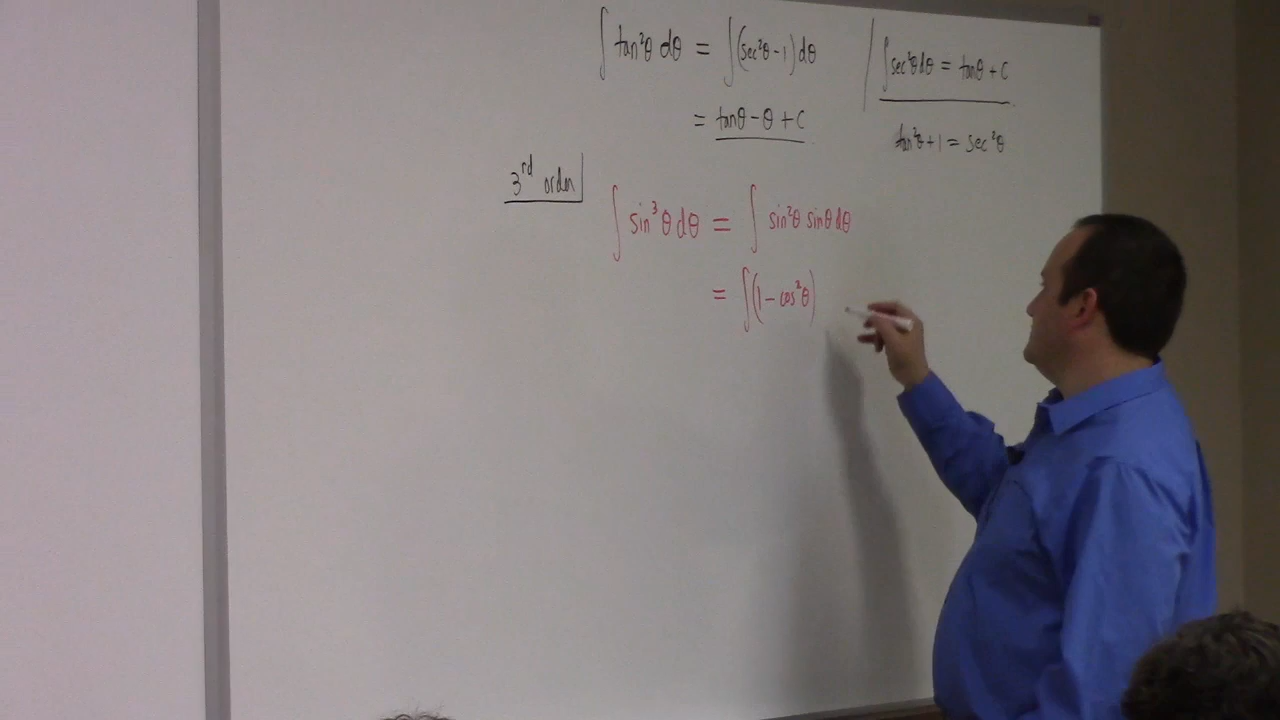 ∫ tan²θ dθ = ∫(sec²θ - 1) dθ
= tanθ - θ + C
∫sec²θ dθ = tanθ + C
tan²θ + 1 = sec²θ
3rd order
∫ sin³θ dθ = ∫ sin²θ sinθ dθ
= ∫(1 - cos²θ)